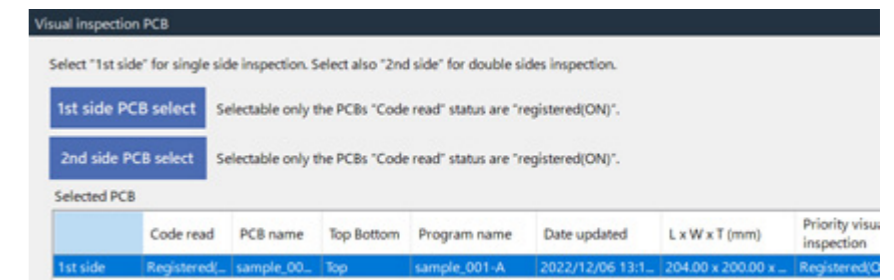 Visual inspection PCB
Select "1st side" for single side inspection. Select also "2nd side" for double sides inspection.
1st side PCB select Selectable only the PCBs "Code read" status are "registered(ON)".
2nd side PCB select Selectable only the PCBs "Code read" status are "registered(ON)".
Selected PCB
Code read PCB name Top Bottom Program name Date updated L x W x T (mm) Priority visua
inspection
1st side Registered(... sample_00... Top sample_001-A 2022/12/06 13:1... 204.00 x 200.00 x ... Registered(O